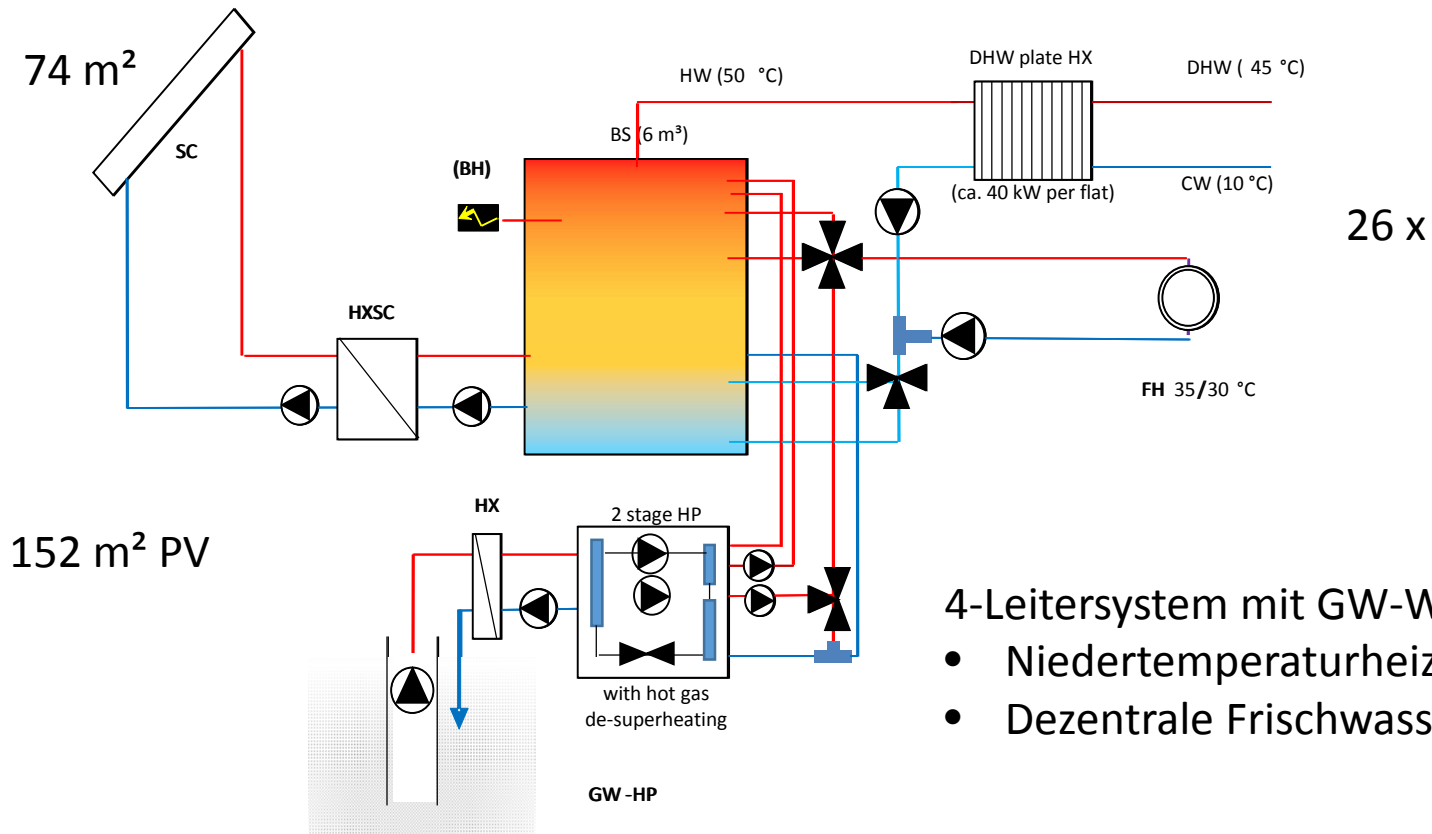 74 m²
SC
HW (50 °C)
DHW plate HX
DHW ( 45 °C)
BS (6 m³)
(BH)
(ca. 40 kW per flat)
CW (10 °C)
26 x
HXSC
FH 35/30 °C
HX
2 stage HP
152 m² PV
with hot gas
de-superheating
GW -HP
4-Leitersystem mit GW-W
• Niedertemperaturheiz
• Dezentrale Frischwass